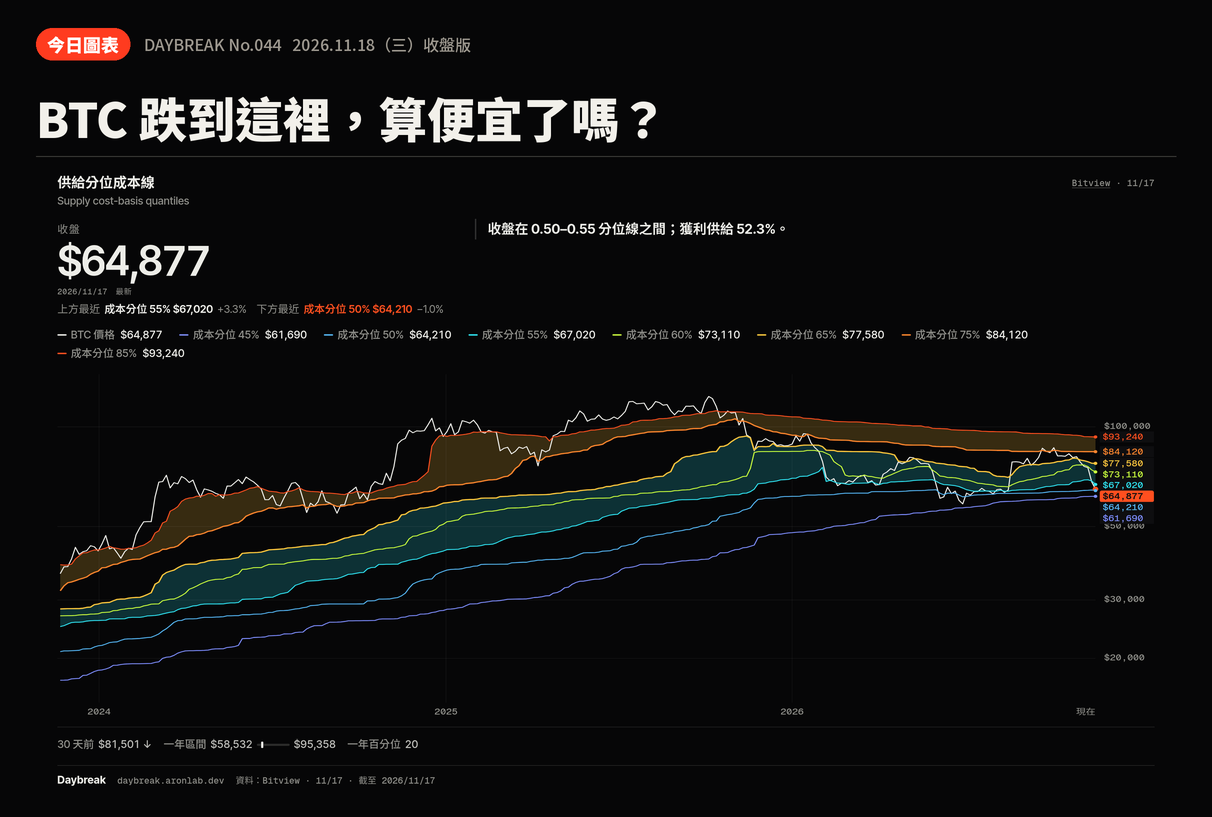 今日圖表 DAYBREAK No.044 2026.11.18（三）收盤版
BTC 跌到這裡，算便宜了嗎？
供給分位成本線
Bitview · 11/17
Supply cost-basis quantiles
收盤
收盤在 0.50–0.55 分位線之間；獲利供給 52.3%。
$64,877
2026/11/17 最新
上方最近 成本分位 55% $67,020 +3.3% 下方最近 成本分位 50% $64,210 −1.0%
BTC 價格 $64,877 成本分位 45% $61,690 成本分位 50% $64,210 成本分位 55% $67,020 成本分位 60% $73,110 成本分位 65% $77,580 成本分位 75% $84,120
成本分位 85% $93,240
$100,000
$93,240
$84,120
$77,580
$73,110
$67,020
$64,877
$64,210
$61,690
$50,000
$30,000
$20,000
2024 2025 2026 現在
30 天前 $81,501 ↓ 一年區間 $58,532 $95,358 一年百分位 20
Daybreak daybreak.aronlab.dev 資料：Bitview · 11/17 · 截至 2026/11/17